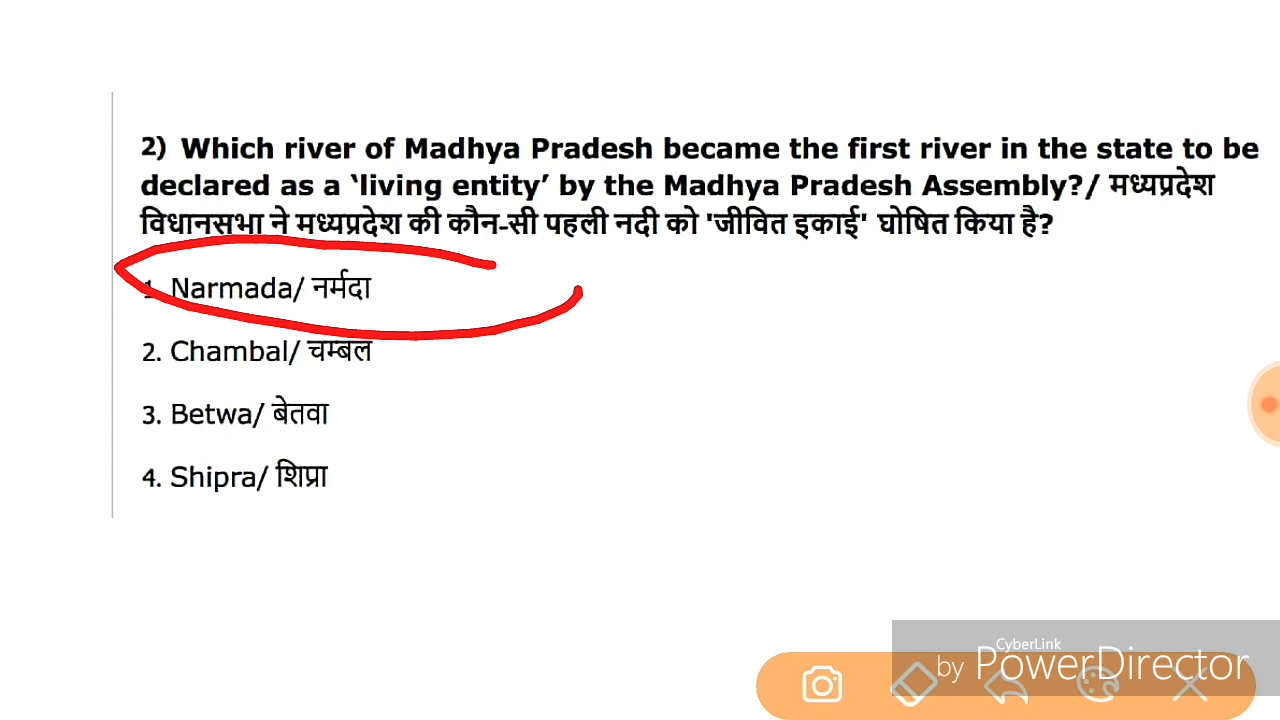 2) Which river of Madhya Pradesh became the first river in the state to be
declared as a ‘living entity’ by the Madhya Pradesh Assembly?/ मध्यप्रदेश
विधानसभा ने मध्यप्रदेश की कौन-सी पहली नदी को 'जीवित इकाई' घोषित किया है?
1. Narmada/ नर्मदा
2. Chambal/ चम्बल
3. Betwa/ बेतवा
4. Shipra/ शिप्रा
CyberLink
by PowerDirector